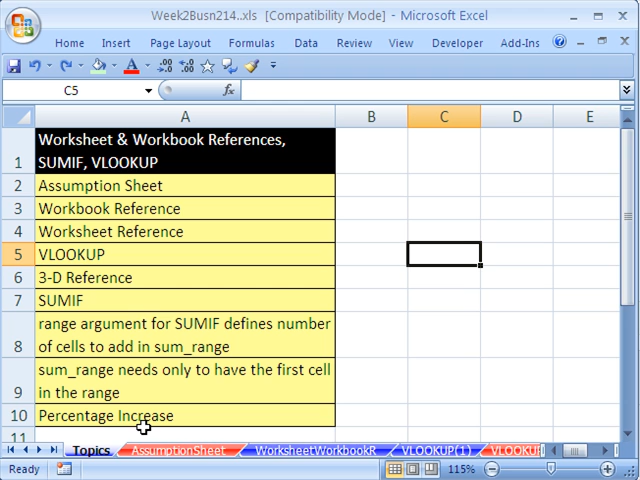 Week2Busn214..xls [Compatibility Mode] - Microsoft Excel
Home Insert Page Layout Formulas Data Review View Developer Add-Ins
C5 fx
A B C D E
1 Worksheet & Workbook References,
SUMIF, VLOOKUP
2 Assumption Sheet
3 Workbook Reference
4 Worksheet Reference
5 VLOOKUP
6 3-D Reference
7 SUMIF
range argument for SUMIF defines number
8 of cells to add in sum_range
sum_range needs only to have the first cell
9 in the range
10 Percentage Increase
11
Topics AssumptionSheet WorksheetWorkbookR VLOOKUP(1) VLOOKU
Ready 115%